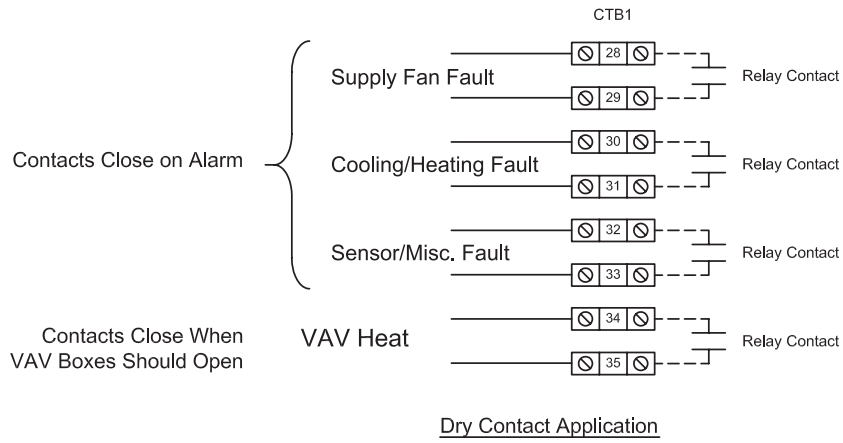 CTB1
28
Supply Fan Fault
Relay Contact
29
30
Contacts Close on Alarm
Cooling/Heating Fault
Relay Contact
31
32
Sensor/Misc. Fault
Relay Contact
33
34
Contacts Close When
VAV Boxes Should Open
VAV Heat
Relay Contact
35
Dry Contact Application